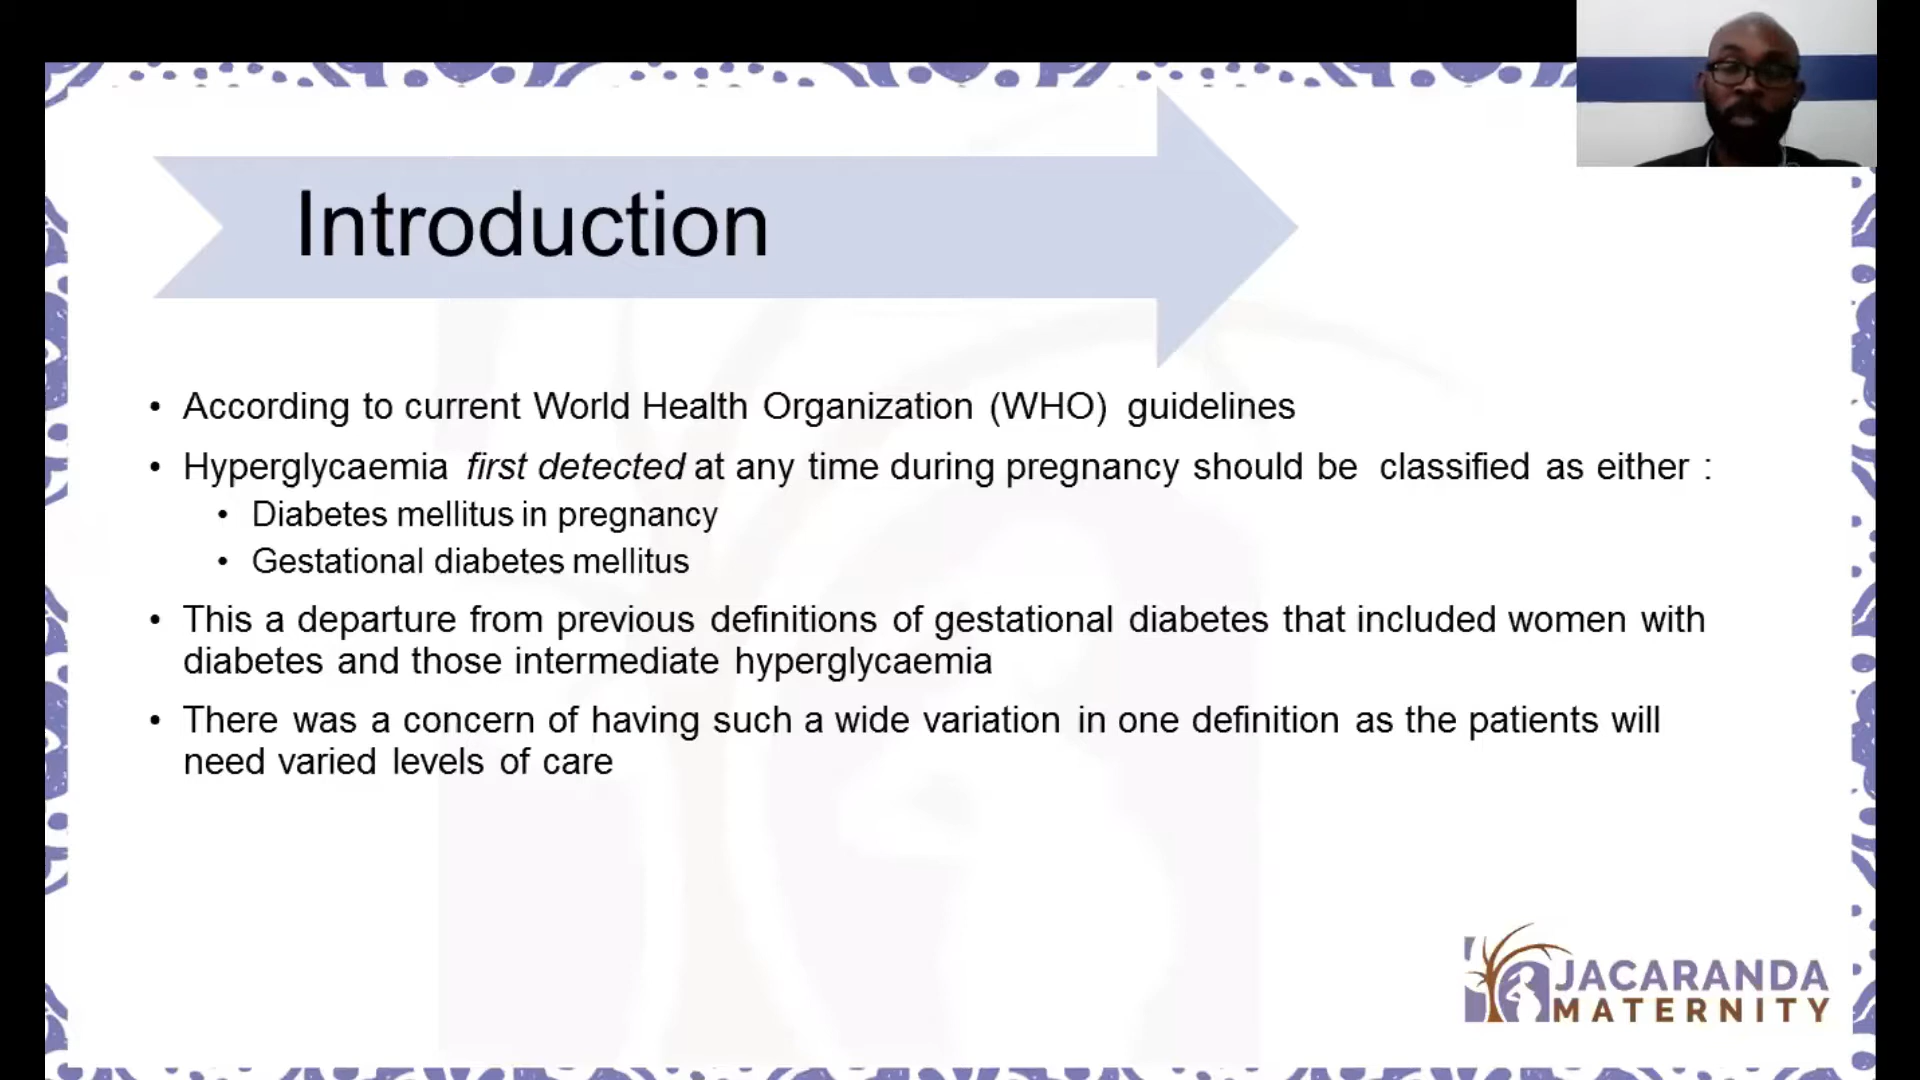 Introduction
• According to current World Health Organization (WHO) guidelines
• Hyperglycaemia first detected at any time during pregnancy should be classified as either :
• Diabetes mellitus in pregnancy
• Gestational diabetes mellitus
• This a departure from previous definitions of gestational diabetes that included women with
diabetes and those intermediate hyperglycaemia
• There was a concern of having such a wide variation in one definition as the patients will
need varied levels of care
JACARANDA
MATERNITY